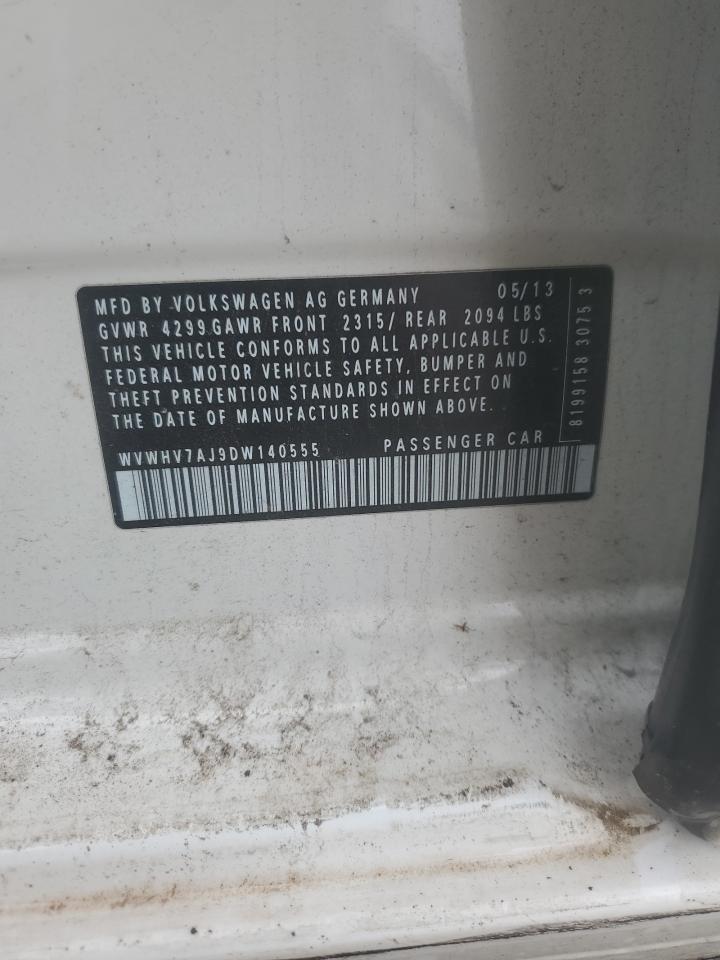 MFD BY VOLKSWAGEN AG GERMANY 05/13
GVWR 4299 GAWR FRONT 2315/ REAR 2094 LBS
THIS VEHICLE CONFORMS TO ALL APPLICABLE U.S.
FEDERAL MOTOR VEHICLE SAFETY, BUMPER AND
THEFT PREVENTION STANDARDS IN EFFECT ON
THE DATE OF MANUFACTURE SHOWN ABOVE.
WVWHV7AJ9DW140555 PASSENGER CAR
8199158 3075 3